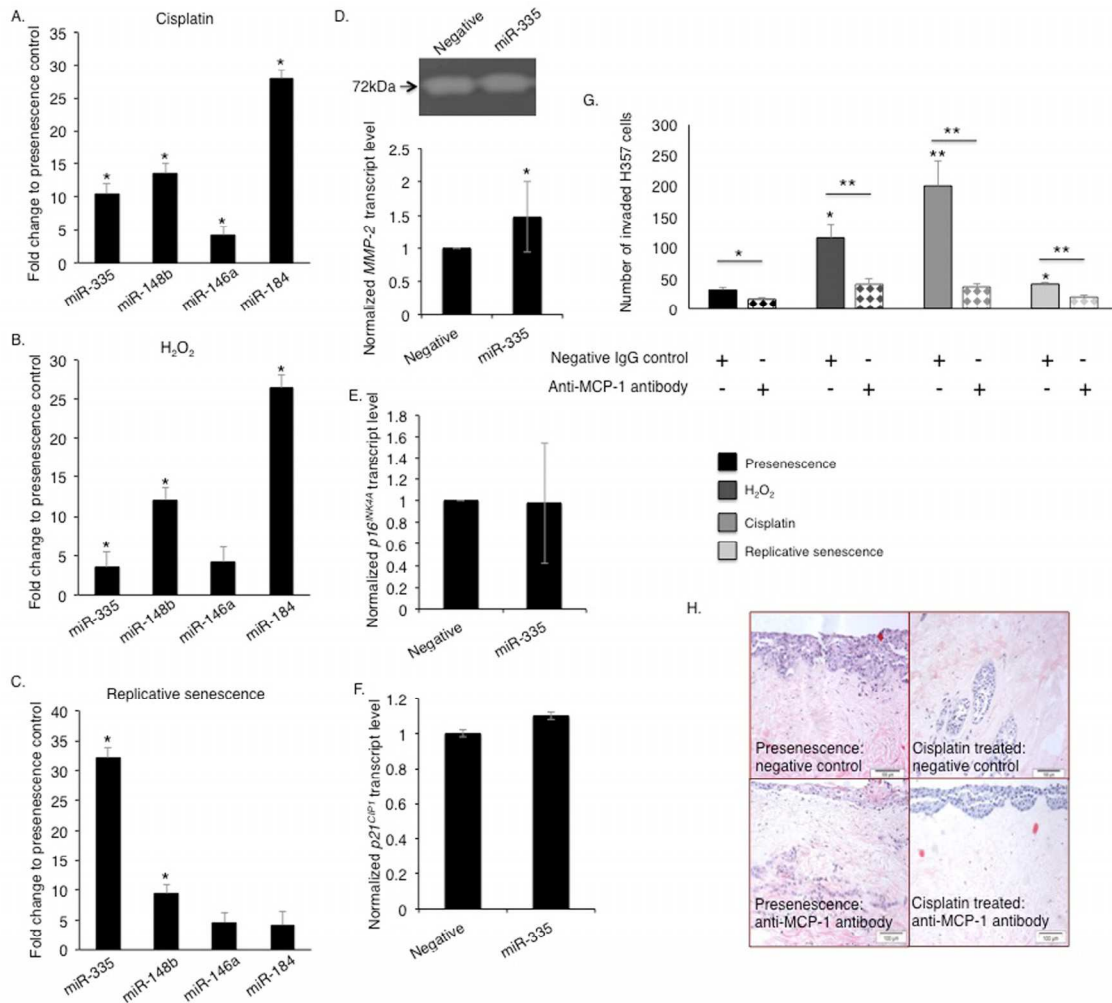 A.
Cisplatin
Fold change to presenescence control
35
30
25
20
15
10
5
0
*
*
*
*
miR-335
miR-148b
miR-146a
miR-184
B.
H₂O₂
Fold change to presenescence control
30
25
20
15
10
5
0
*
*
*
miR-335
miR-148b
miR-146a
miR-184
C.
Replicative senescence
Fold change to presenescence control
40
35
30
25
20
15
10
5
0
*
*
miR-335
miR-148b
miR-146a
miR-184
D.
Negative
miR-335
72kDa
Normalized MMP-2 transcript level
2.5
2
1.5
1
0.5
0
*
Negative
miR-335
E.
Normalized p16^INK4A transcript level
1.8
1.6
1.4
1.2
1
0.8
0.6
0.4
0.2
0
Negative
miR-335
F.
Normalized p21^CiP1 transcript level
1.2
1
0.8
0.6
0.4
0.2
0
Negative
miR-335
G.
Number of invaded H357 cells
300
250
200
150
100
50
0
*
*
**
**
**
*
**
Negative IgG control + - + - + - + -
Anti-MCP-1 antibody - + - + - + - +
Presenescence
H₂O₂
Cisplatin
Replicative senescence
H.
Presenescence:
negative control
Cisplatin treated:
negative control
Presenescence:
anti-MCP-1 antibody
Cisplatin treated:
anti-MCP-1 antibody
100 µm